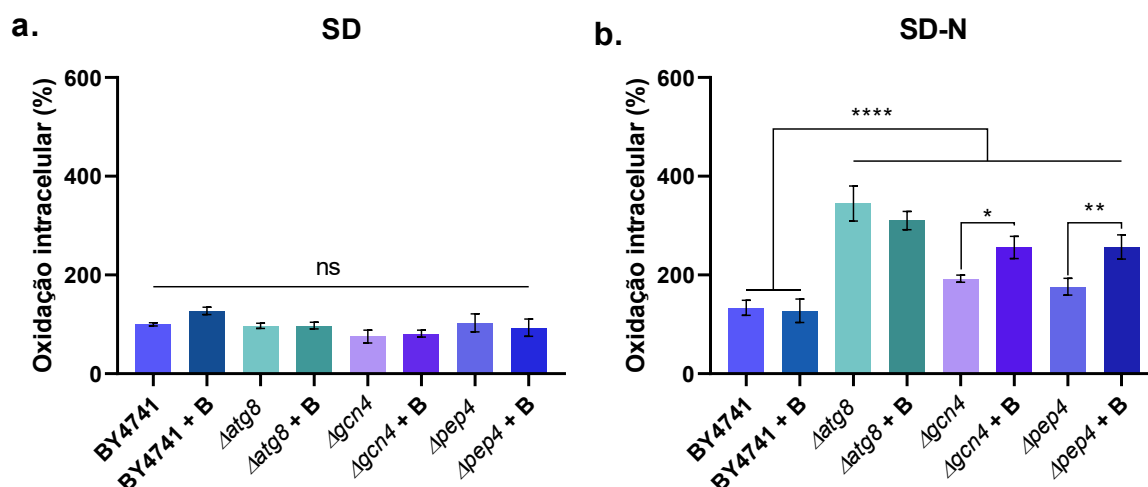 a.
SD
Oxidação intracelular (%)
600
400
200
0
ns
BY4741
BY4741 + B
Δatg8
Δatg8 + B
Δgcn4
Δgcn4 + B
Δpep4
Δpep4 + B
b.
SD-N
Oxidação intracelular (%)
600
400
200
0
****
*
**
BY4741
BY4741 + B
Δatg8
Δatg8 + B
Δgcn4
Δgcn4 + B
Δpep4
Δpep4 + B